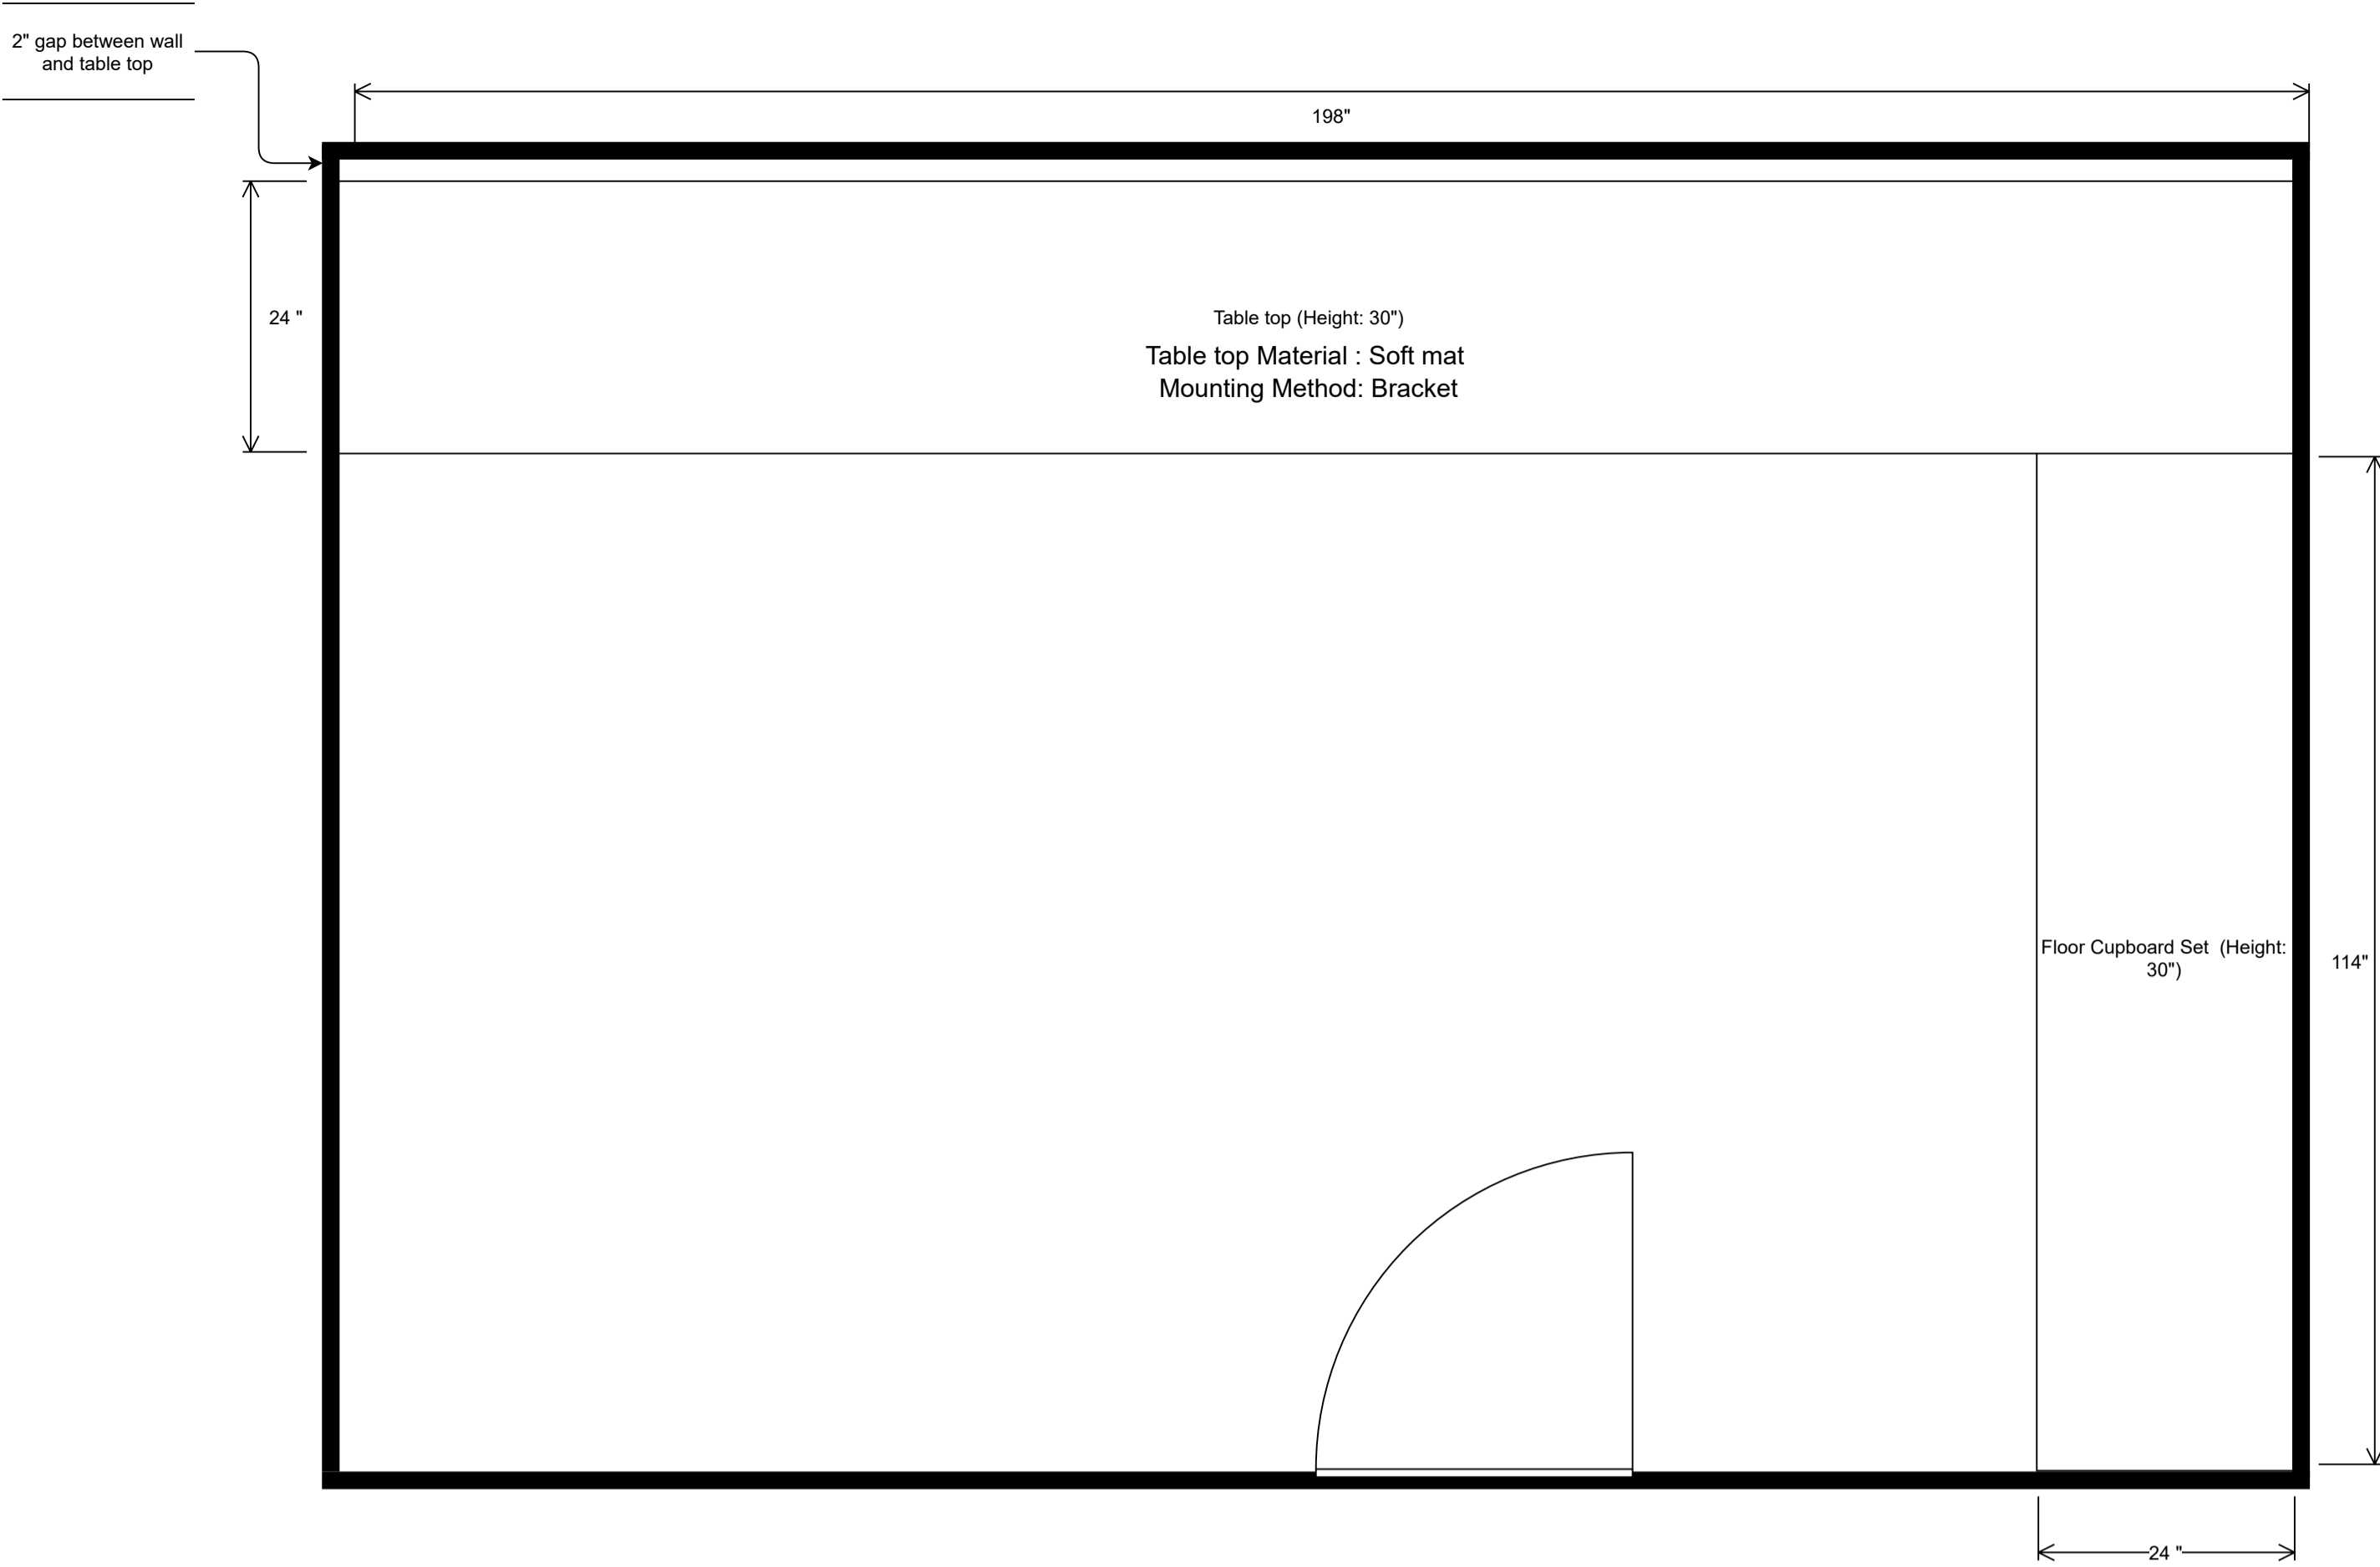 2" gap between wall
and table top
198"
24 "
Table top (Height: 30")
Table top Material : Soft mat
Mounting Method: Bracket
Floor Cupboard Set  (Height:
30")
114"
24 "